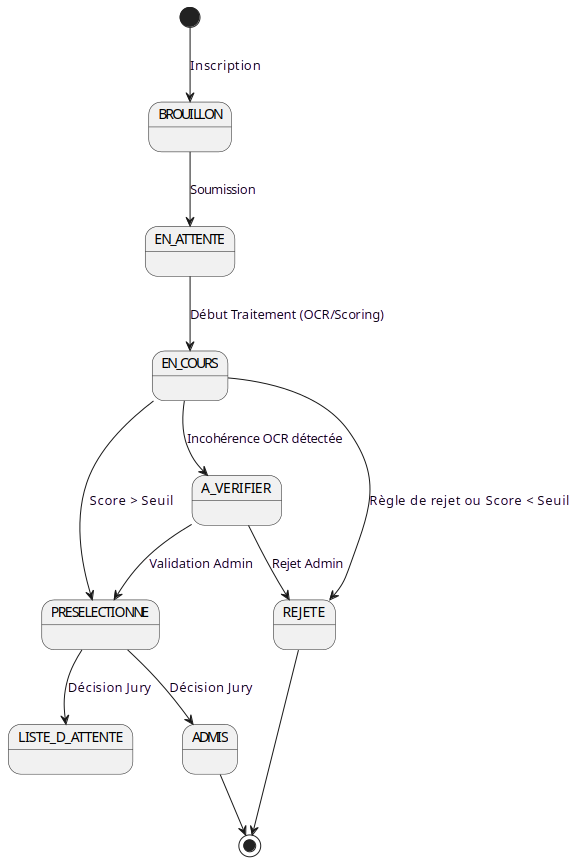 Inscription
BROUILLON
Soumission
EN_ATTENTE
Début Traitement (OCR/Scoring)
EN_COURS
Incohérence OCR détectée
A_VERIFIER
Score > Seuil
Règle de rejet ou Score < Seuil
Validation Admin
Rejet Admin
PRESELECTIONNE
REJETE
Décision Jury
Décision Jury
LISTE_D_ATTENTE
ADMIS